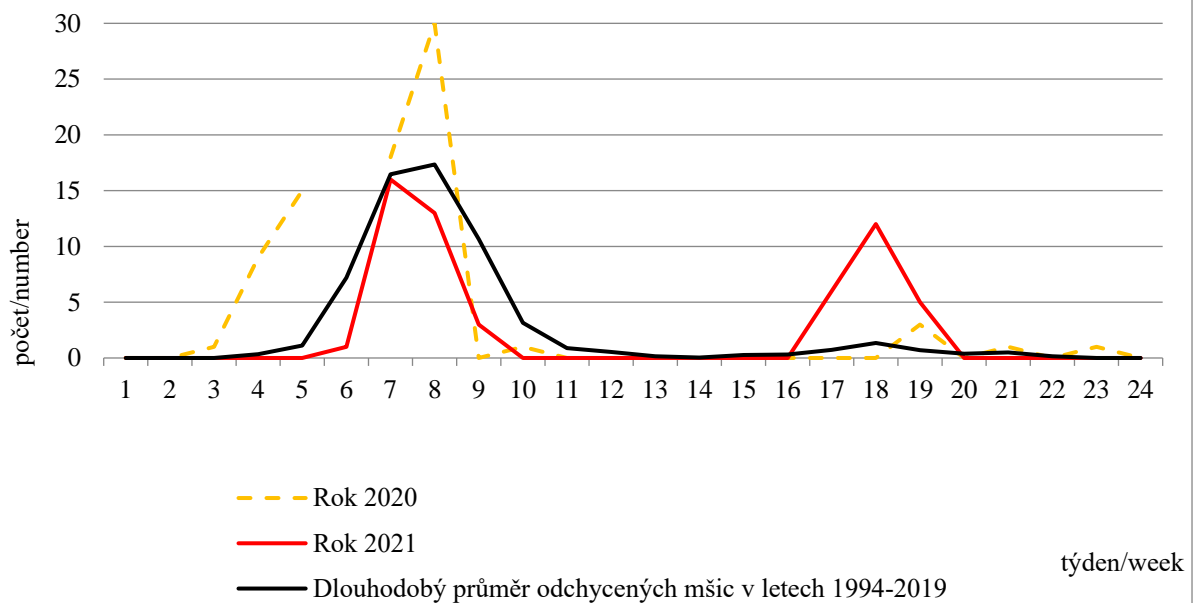 30
25
20
15
10
5
0
počet/number
1 2 3 4 5 6 7 8 9 10 11 12 13 14 15 16 17 18 19 20 21 22 23 24
Rok 2020
Rok 2021
týden/week
Dlouhodobý průměr odchycených mšic v letech 1994-2019